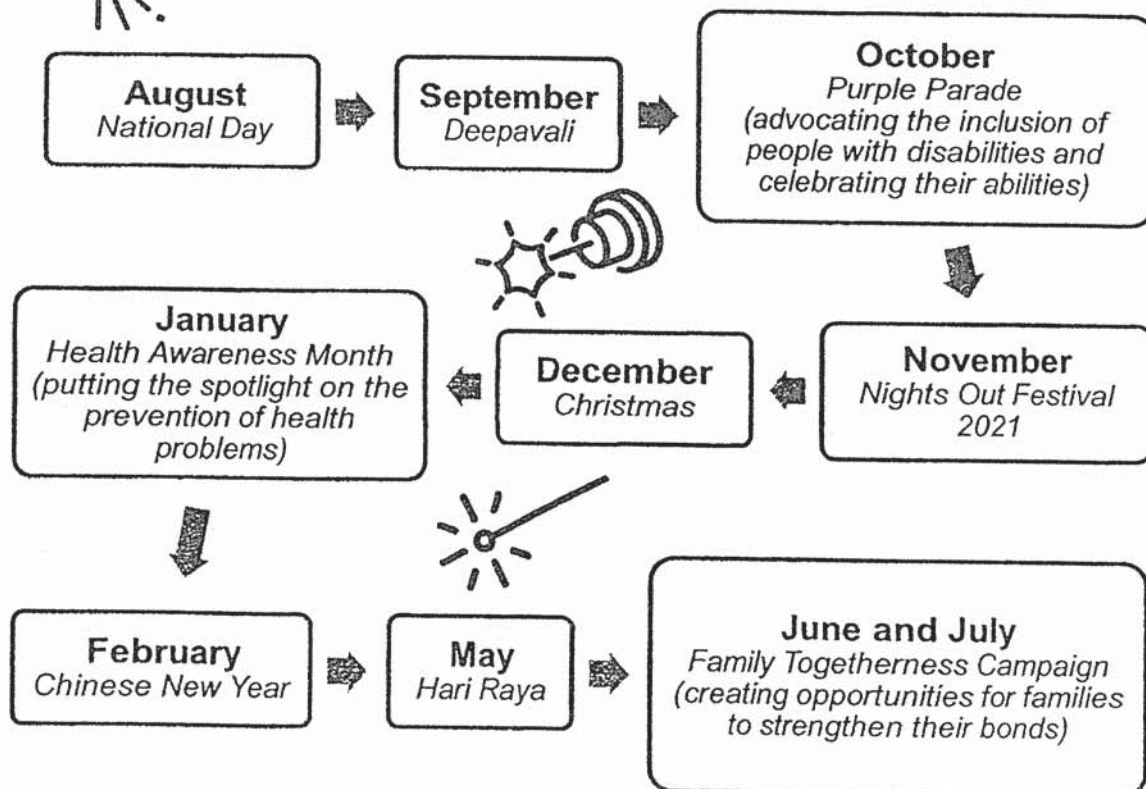 August
National Day
September
Deepavali
October
Purple Parade
(advocating the inclusion of
people with disabilities and
celebrating their abilities)
November
Nights Out Festival
2021
December
Christmas
January
Health Awareness Month
(putting the spotlight on the
prevention of health
problems)
February
Chinese New Year
May
Hari Raya
June and July
Family Togetherness Campaign
(creating opportunities for families
to strengthen their bonds)